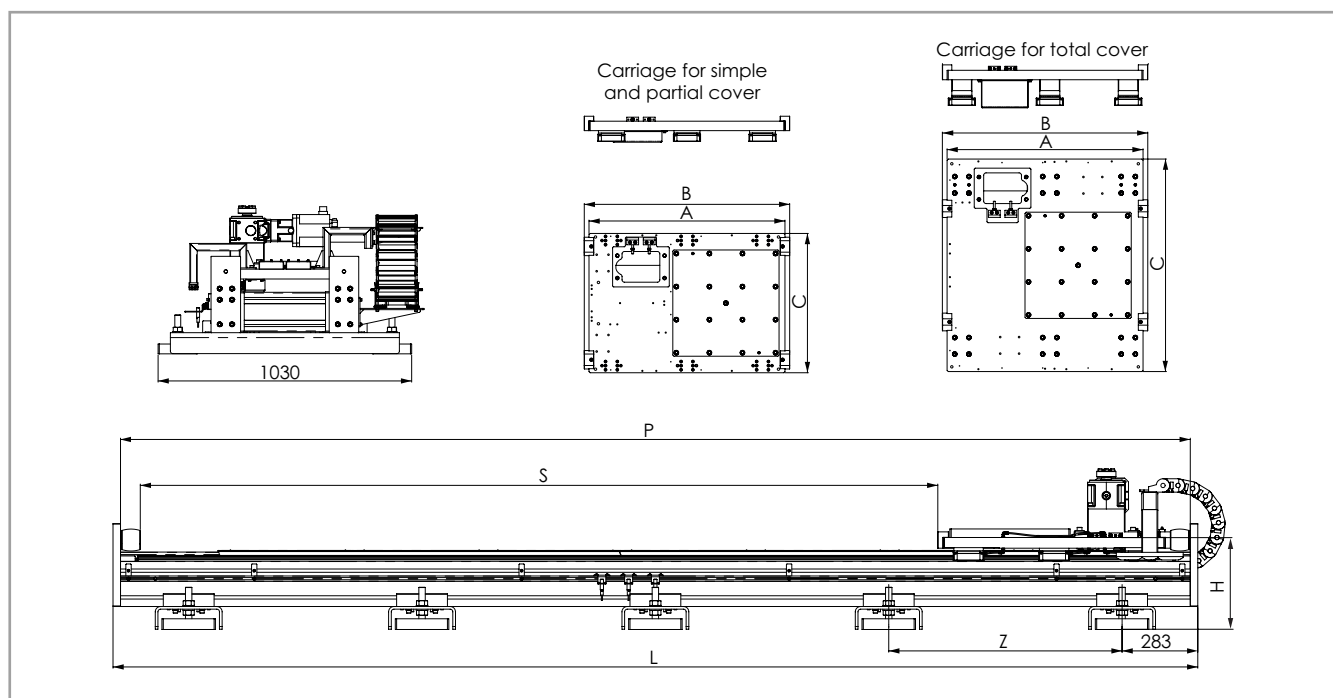 Carriage for simple
and partial cover
Carriage for total cover
B
A
C
B
A
C
1030
P
S
H
Z
283
L